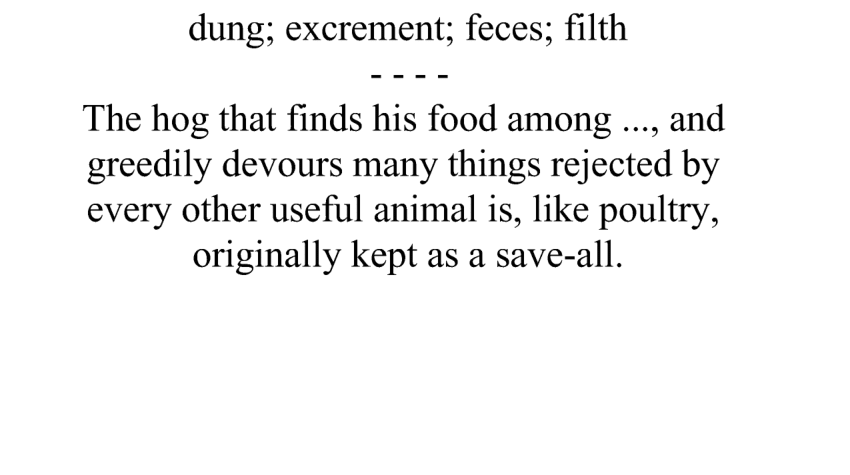 dung; excrement; feces; filth
- - - -
The hog that finds his food among ..., and
greedily devours many things rejected by
every other useful animal is, like poultry,
originally kept as a save-all.